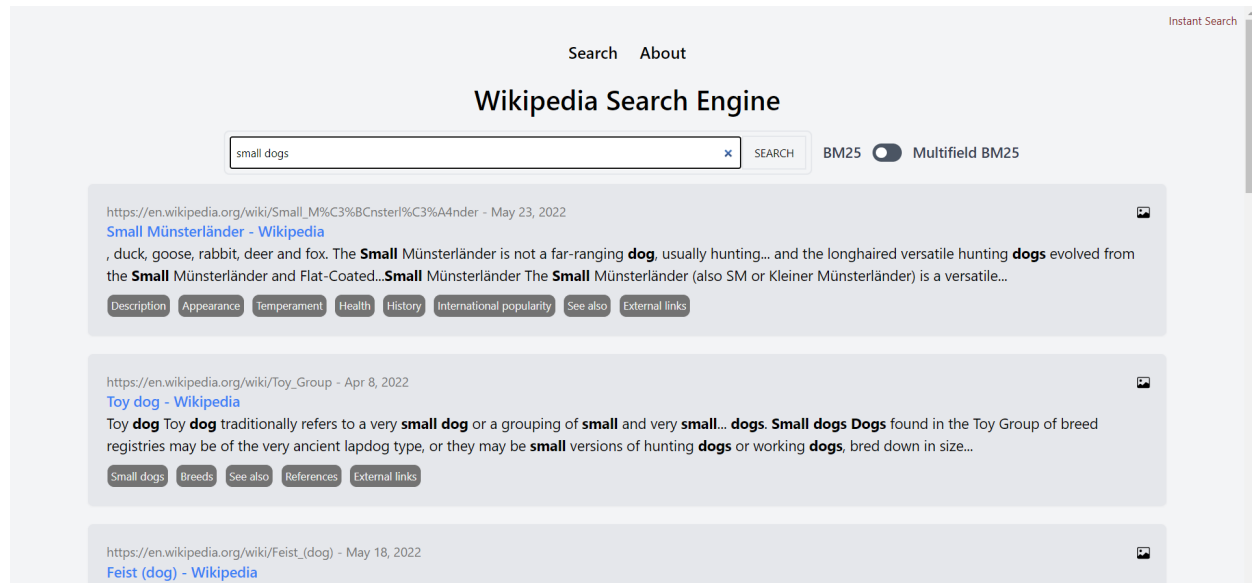 Instant Search
Search About
Wikipedia Search Engine
small dogs × SEARCH BM25 Multifield BM25
https://en.wikipedia.org/wiki/Small_M%C3%BCnsterl%C3%A4nder - May 23, 2022
Small Münsterländer - Wikipedia
, duck, goose, rabbit, deer and fox. The Small Münsterländer is not a far-ranging dog, usually hunting... and the longhaired versatile hunting dogs evolved from
the Small Münsterländer and Flat-Coated...Small Münsterländer The Small Münsterländer (also SM or Kleiner Münsterländer) is a versatile...
Description Appearance Temperament Health History International popularity See also External links
https://en.wikipedia.org/wiki/Toy_Group - Apr 8, 2022
Toy dog - Wikipedia
Toy dog Toy dog traditionally refers to a very small dog or a grouping of small and very small... dogs. Small dogs Dogs found in the Toy Group of breed
registries may be of the very ancient lapdog type, or they may be small versions of hunting dogs or working dogs, bred down in size...
Small dogs Breeds See also References External links
https://en.wikipedia.org/wiki/Feist_(dog) - May 18, 2022
Feist (dog) - Wikipedia